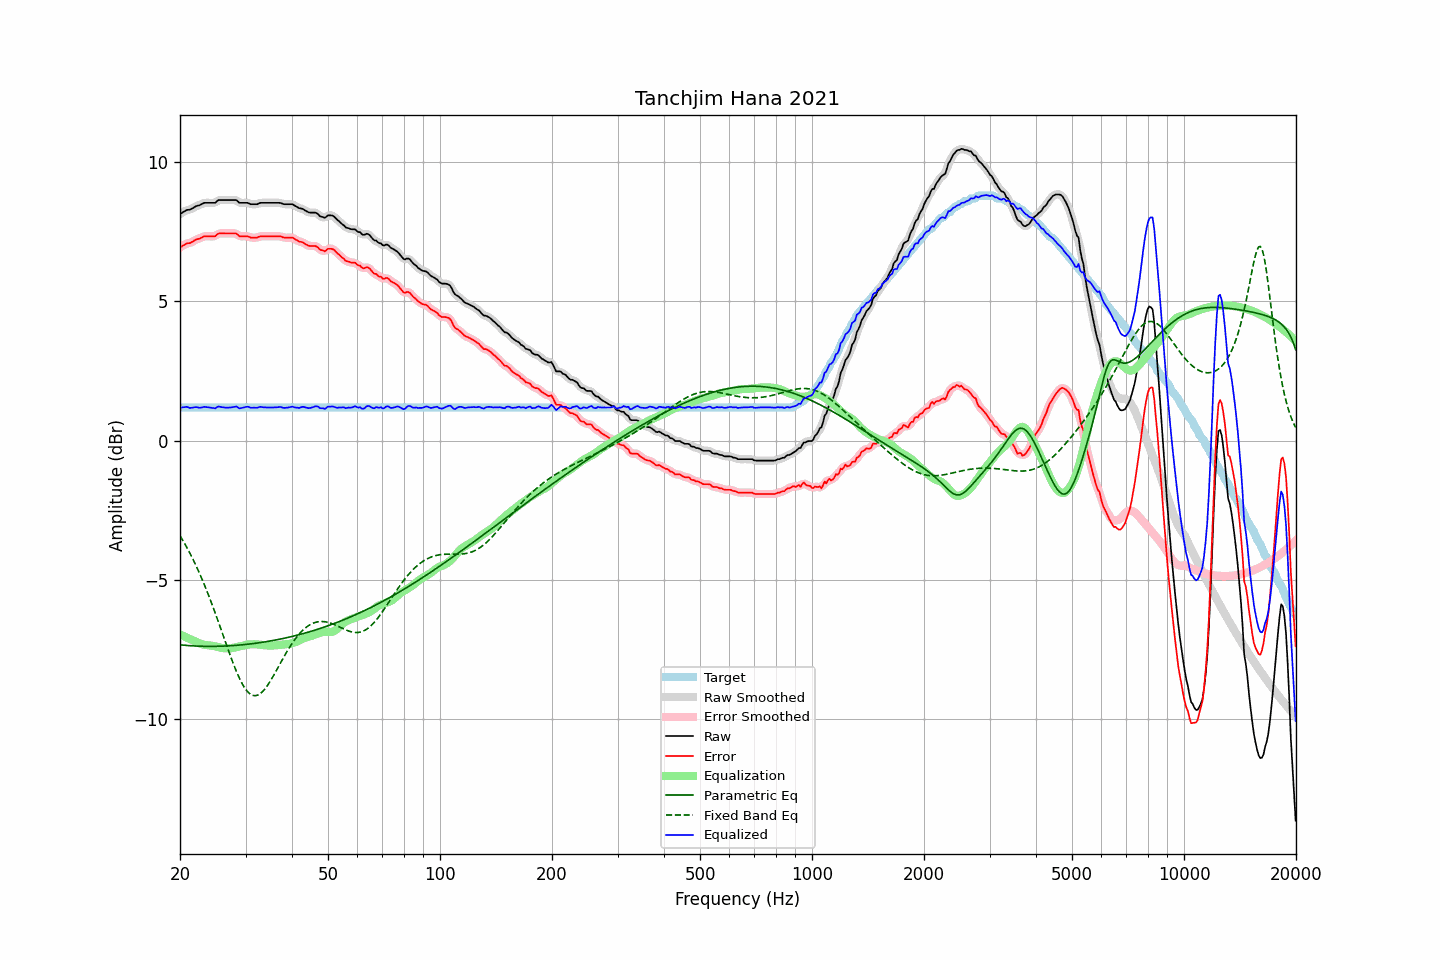 Tanchjim Hana 2021
Amplitude (dBr)
10
5
0
−5
−10
Target
Raw Smoothed
Error Smoothed
Raw
Error
Equalization
Parametric Eq
Fixed Band Eq
Equalized
20
50
100
200
500
1000
2000
5000
10000
20000
Frequency (Hz)